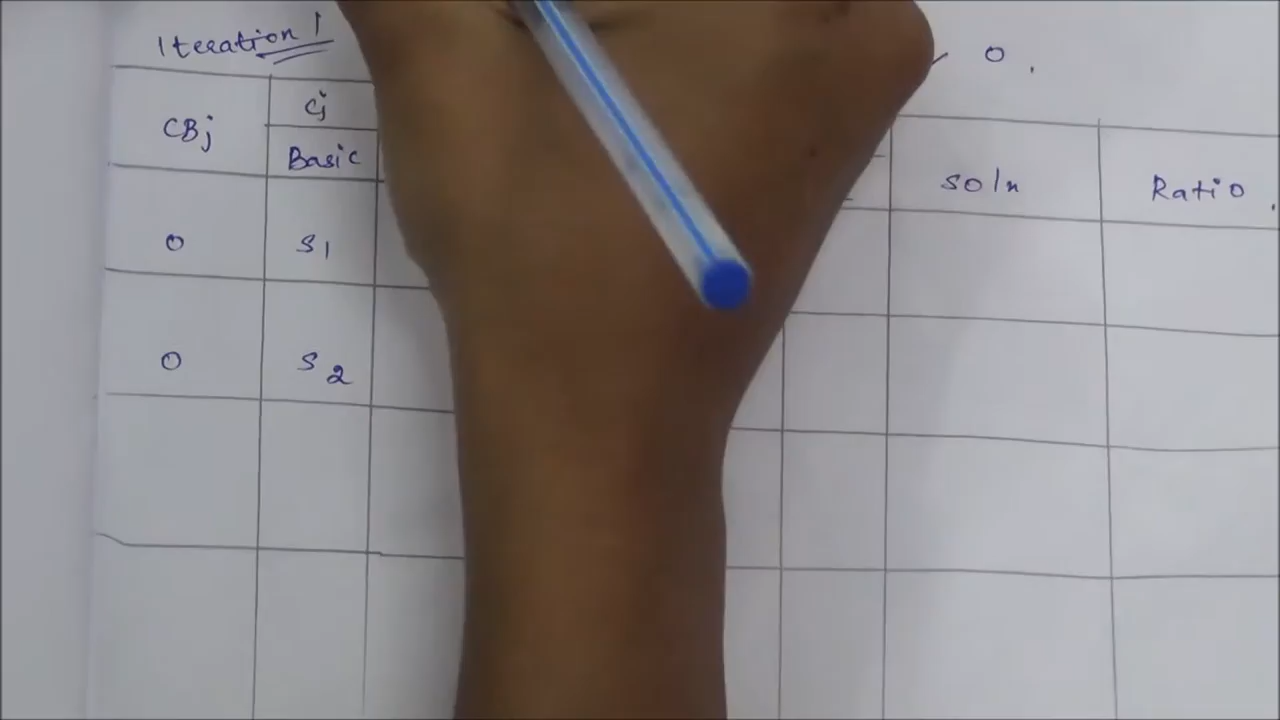 Iteration 1
0 .
CBj
Cj
Basic
Soln
Ratio .
0
S1
0
S2